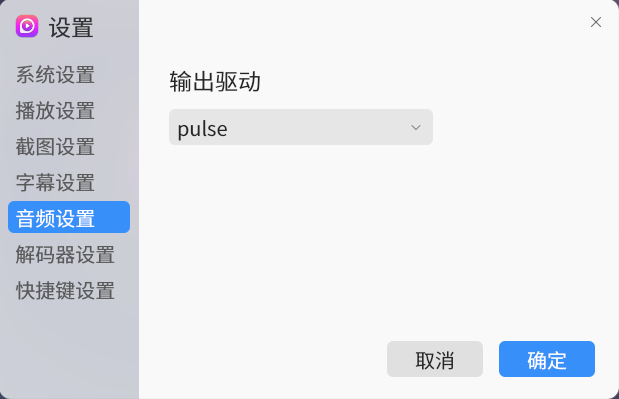 设置
系统设置
播放设置
截图设置
字幕设置
音频设置
解码器设置
快捷键设置
输出驱动
pulse
取消
确定